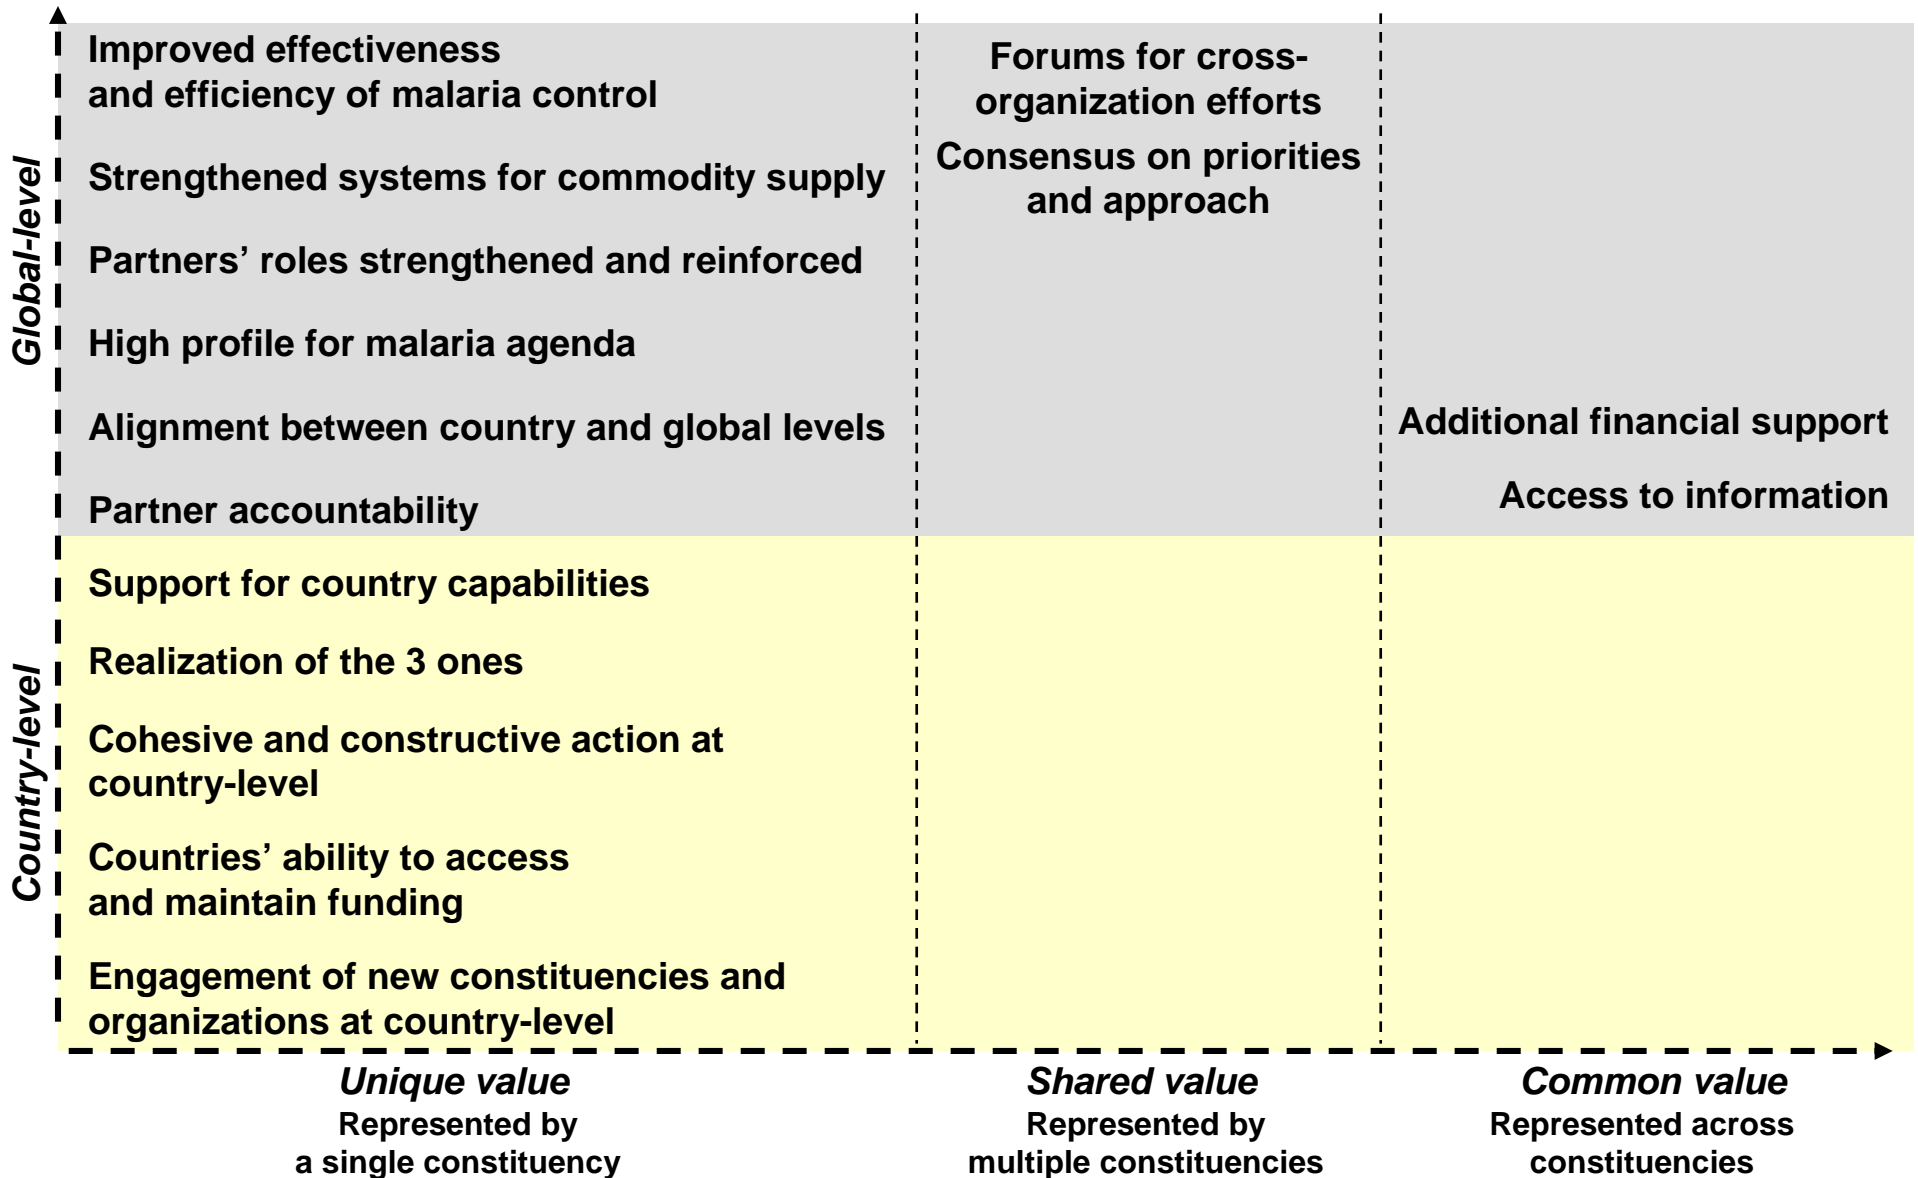 Global-level
Improved effectiveness
and efficiency of malaria control
Strengthened systems for commodity supply
Partners’ roles strengthened and reinforced
High profile for malaria agenda
Alignment between country and global levels
Partner accountability
Forums for cross-
organization efforts
Consensus on priorities
and approach
Additional financial support
Access to information
Country-level
Support for country capabilities
Realization of the 3 ones
Cohesive and constructive action at
country-level
Countries’ ability to access
and maintain funding
Engagement of new constituencies and
organizations at country-level
Unique value
Represented by
a single constituency
Shared value
Represented by
multiple constituencies
Common value
Represented across
constituencies